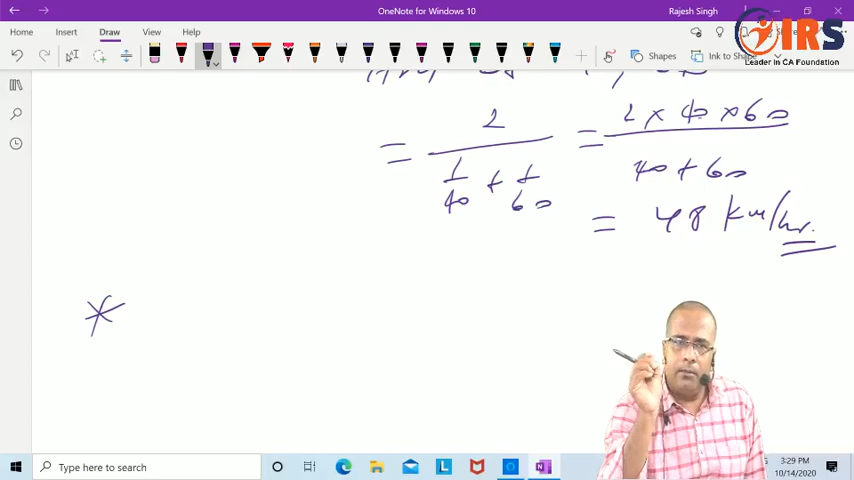 OneNote for Windows 10
Rajesh Singh
Home Insert Draw View Help
Shapes
Ink to Shape
IRS
Leader in CA Foundation
= 2 / (1/40 + 1/60) = 2 x 40 x 60 / (40 + 60)
= 48 km/hr.
*
Type here to search
3:29 PM
10/14/2020